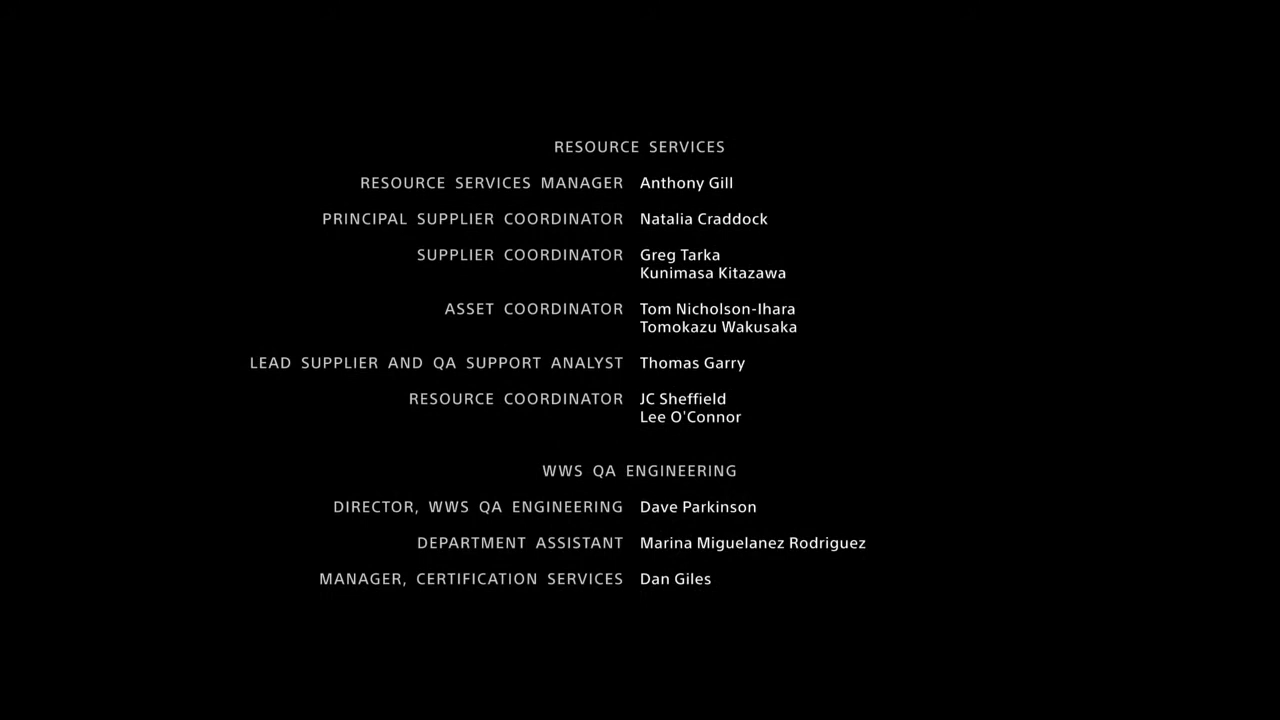 RESOURCE SERVICES
RESOURCE SERVICES MANAGER Anthony Gill
PRINCIPAL SUPPLIER COORDINATOR Natalia Craddock
SUPPLIER COORDINATOR Greg Tarka
Kunimasa Kitazawa
ASSET COORDINATOR Tom Nicholson-Ihara
Tomokazu Wakusaka
LEAD SUPPLIER AND QA SUPPORT ANALYST Thomas Garry
RESOURCE COORDINATOR JC Sheffield
Lee O'Connor
WWS QA ENGINEERING
DIRECTOR, WWS QA ENGINEERING Dave Parkinson
DEPARTMENT ASSISTANT Marina Miguelanez Rodriguez
MANAGER, CERTIFICATION SERVICES Dan Giles